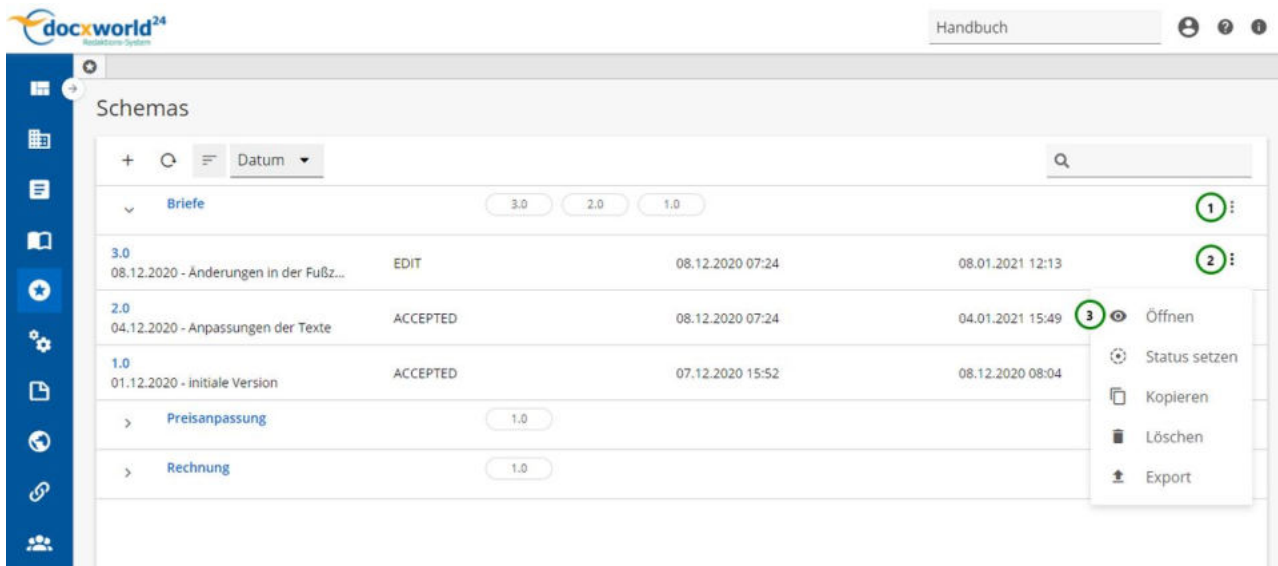 docxworld24
Redaktions-System
Handbuch
Schemas
Datum
Briefe 3.0 2.0 1.0 1
3.0
08.12.2020 - Änderungen in der Fußz... EDIT 08.12.2020 07:24 08.01.2021 12:13 2
2.0
04.12.2020 - Anpassungen der Texte ACCEPTED 08.12.2020 07:24 04.01.2021 15:49
1.0
01.12.2020 - initiale Version ACCEPTED 07.12.2020 15:52 08.12.2020 08:04
Preisanpassung 1.0
Rechnung 1.0
3 Öffnen
Status setzen
Kopieren
Löschen
Export